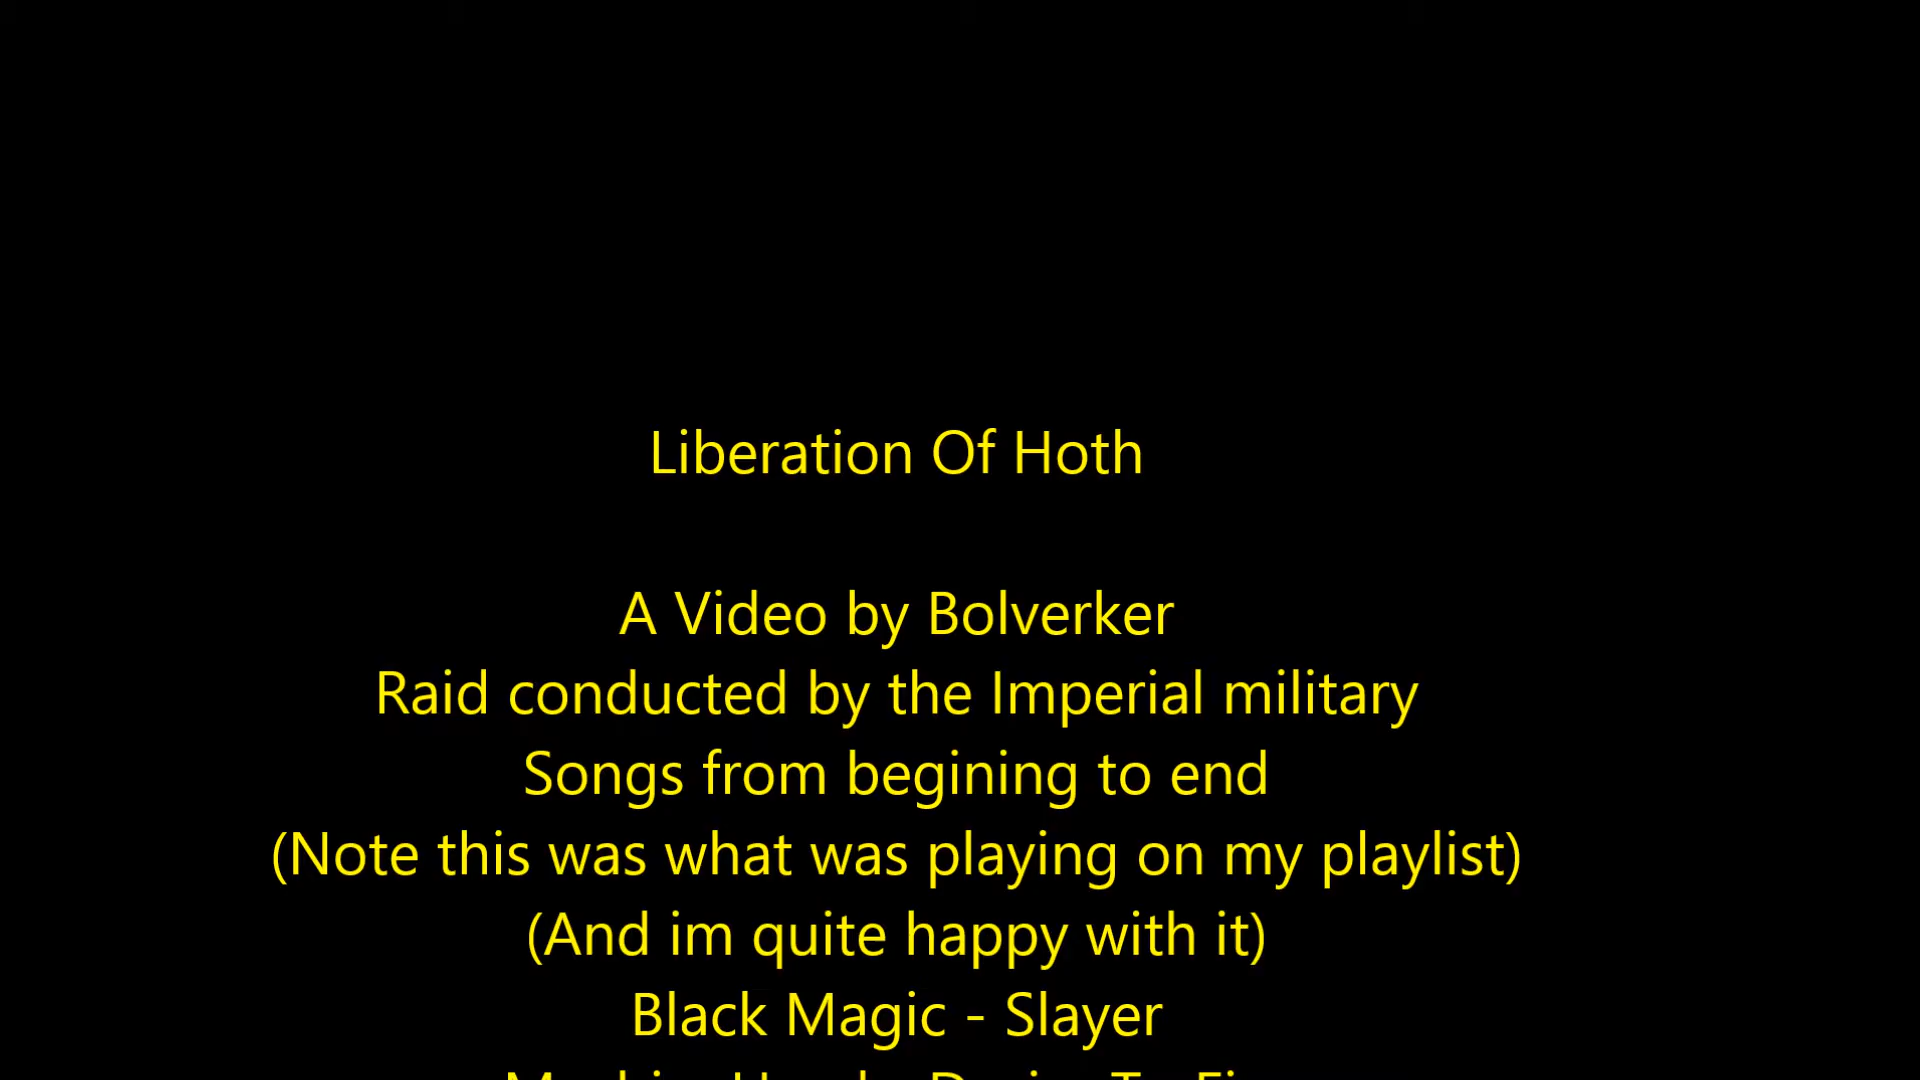 Liberation Of Hoth
A Video by Bolverker
Raid conducted by the Imperial military
Songs from begining to end
(Note this was what was playing on my playlist)
(And im quite happy with it)
Black Magic - Slayer